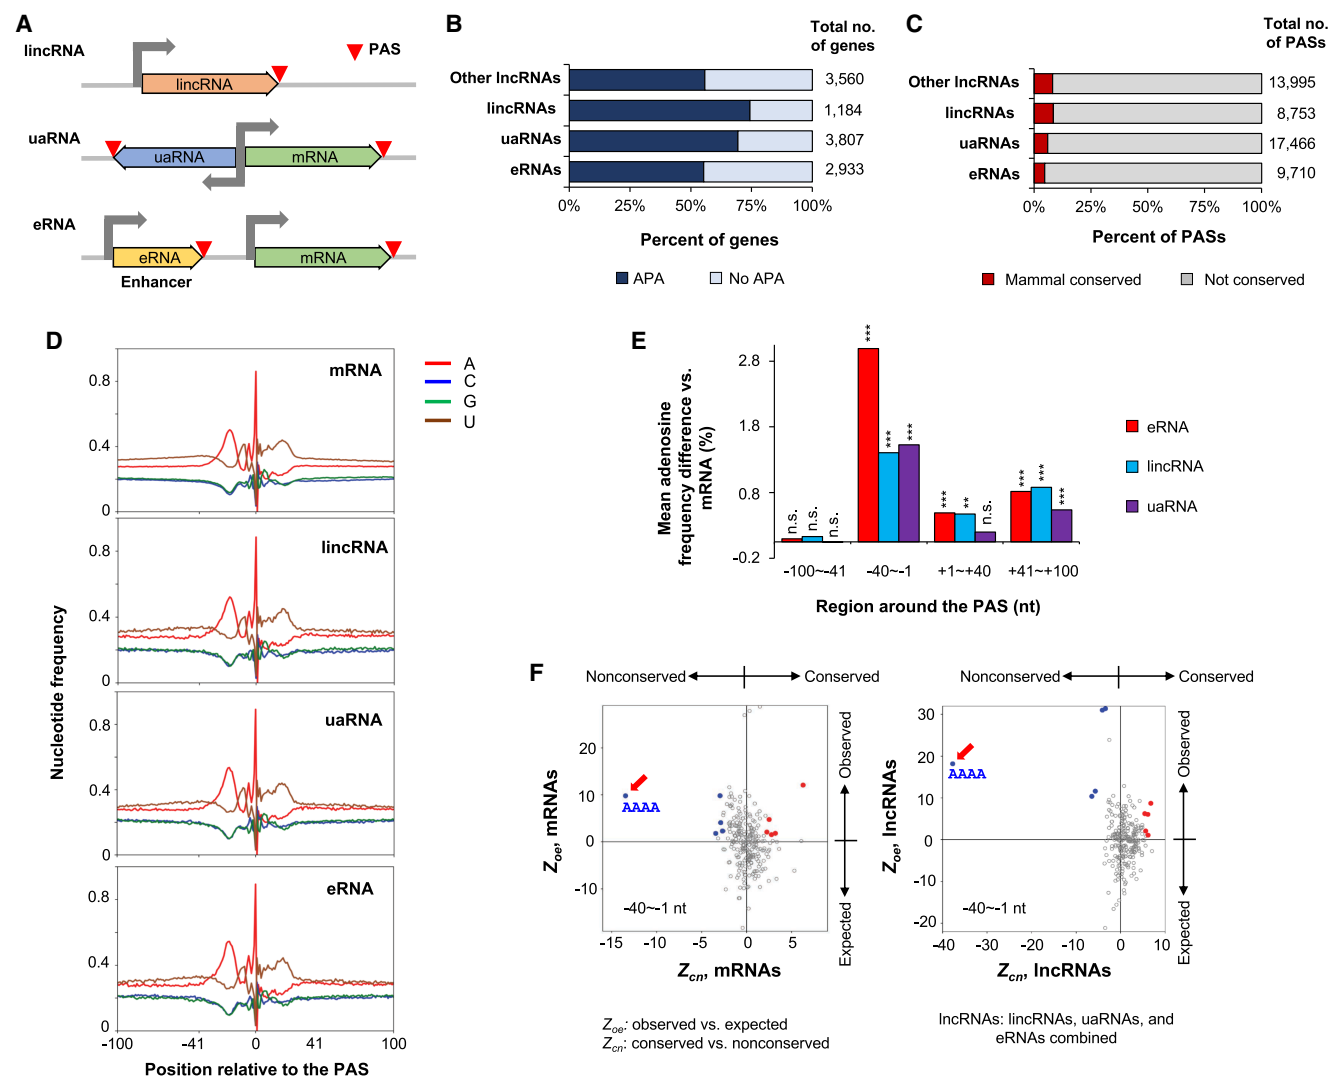 A
lincRNA
PAS
lincRNA
uaRNA
uaRNA
mRNA
eRNA
eRNA
mRNA
Enhancer
B
Total no.
of genes
Other lncRNAs
3,560
lincRNAs
1,184
uaRNAs
3,807
eRNAs
2,933
0%
25%
50%
75%
100%
Percent of genes
APA
No APA
C
Total no.
of PASs
Other lncRNAs
13,995
lincRNAs
8,753
uaRNAs
17,466
eRNAs
9,710
0%
25%
50%
75%
100%
Percent of PASs
Mammal conserved
Not conserved
D
mRNA
0.8
0.4
0
A
C
G
U
lincRNA
0.8
0.4
0
uaRNA
0.8
0.4
0
eRNA
0.8
0.4
0
-100
-41
0
41
100
Nucleotide frequency
Position relative to the PAS
E
Mean adenosine
frequency difference vs.
mRNA (%)
2.8
1.8
0.8
-0.2
n.s.
n.s.
n.s.
***
***
***
***
**
n.s.
***
***
***
-100~-41
-40~-1
+1~+40
+41~+100
Region around the PAS (nt)
eRNA
lincRNA
uaRNA
F
Nonconserved
Conserved
20
10
0
-10
AAAA
-40~-1 nt
-15
-10
-5
0
5
Zoe, mRNAs
Zcn, mRNAs
Observed
Expected
Zoe: observed vs. expected
Zcn: conserved vs. nonconserved
Nonconserved
Conserved
30
20
10
0
-10
-20
AAAA
-40~-1 nt
-40
-30
-20
-10
0
10
Zoe, lncRNAs
Zcn, lncRNAs
Observed
Expected
lncRNAs: lincRNAs, uaRNAs, and
eRNAs combined